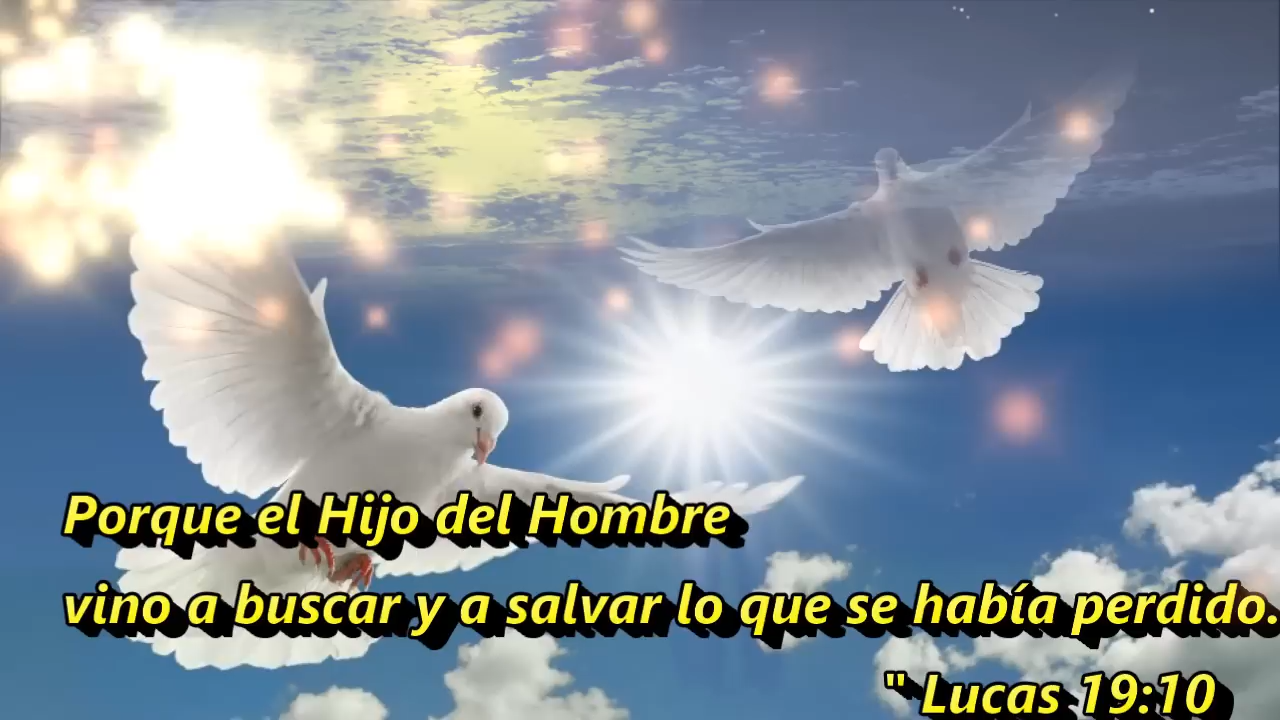 Porque el Hijo del Hombre
vino a buscar y a salvar lo que se había perdido.
" Lucas 19:10